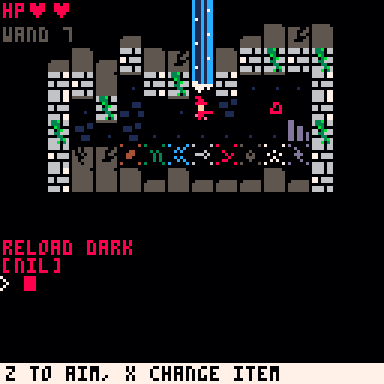 HP
WAND 7
RELOAD DARK
[NIL]
>
Z TO AIM, X CHANGE ITEM